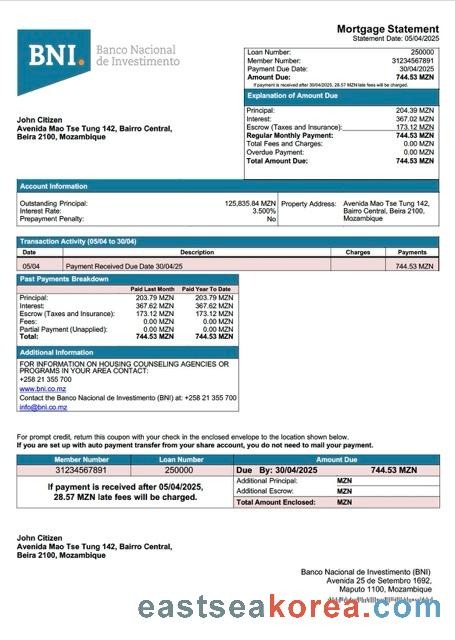 BNI.
Banco Nacional
de Investimento
Mortgage Statement
Statement Date: 05/04/2025
Loan Number: 250000
Member Number: 31234567891
Payment Due Date: 30/04/2025
Amount Due: 744.53 MZN
If payment is received after 30/04/2025, 28.57 MZN late fees will be charged.
Explanation of Amount Due
Principal: 204.39 MZN
Interest: 367.02 MZN
Escrow (Taxes and Insurance): 173.12 MZN
Regular Monthly Payment: 744.53 MZN
Total Fees and Charges: 0.00 MZN
Overdue Payment: 0.00 MZN
Total Amount Due: 744.53 MZN
John Citizen
Avenida Mao Tse Tung 142, Bairro Central,
Beira 2100, Mozambique
Account Information
Outstanding Principal: 125,835.84 MZN
Interest Rate: 3.500%
Prepayment Penalty: No
Property Address: Avenida Mao Tse Tung 142,
Bairro Central, Beira 2100,
Mozambique
Transaction Activity (05/04 to 30/04)
Date Description Charges Payments
05/04 Payment Received Due Date 30/04/25 744.53 MZN
Past Payments Breakdown
Paid Last Month Paid Year To Date
Principal: 203.79 MZN 203.79 MZN
Interest: 367.62 MZN 367.62 MZN
Escrow (Taxes and Insurance): 173.12 MZN 173.12 MZN
Fees: 0.00 MZN 0.00 MZN
Partial Payment (Unapplied): 0.00 MZN 0.00 MZN
Total: 744.53 MZN 744.53 MZN
Additional Information
FOR INFORMATION ON HOUSING COUNSELING AGENCIES OR
PROGRAMS IN YOUR AREA CONTACT:
+258 21 355 700
www.bni.co.mz
Contact the Banco Nacional de Investimento (BNI) at: +258 21 355 700
info@bni.co.mz
For prompt credit, return this coupon with your check in the enclosed envelope to the location shown below.
If you are set up with auto payment transfer from your share account, you do not need to mail your payment.
Member Number Loan Number Amount Due
31234567891 250000 Due By: 30/04/2025 744.53 MZN
If payment is received after 05/04/2025,
28.57 MZN late fees will be charged.
Additional Principal: MZN
Additional Escrow: MZN
Total Amount Enclosed: MZN
John Citizen
Avenida Mao Tse Tung 142, Bairro Central,
Beira 2100, Mozambique
Banco Nacional de Investimento (BNI)
Avenida 25 de Setembro 1692,
Maputo 1100, Mozambique
eastseakorea.com